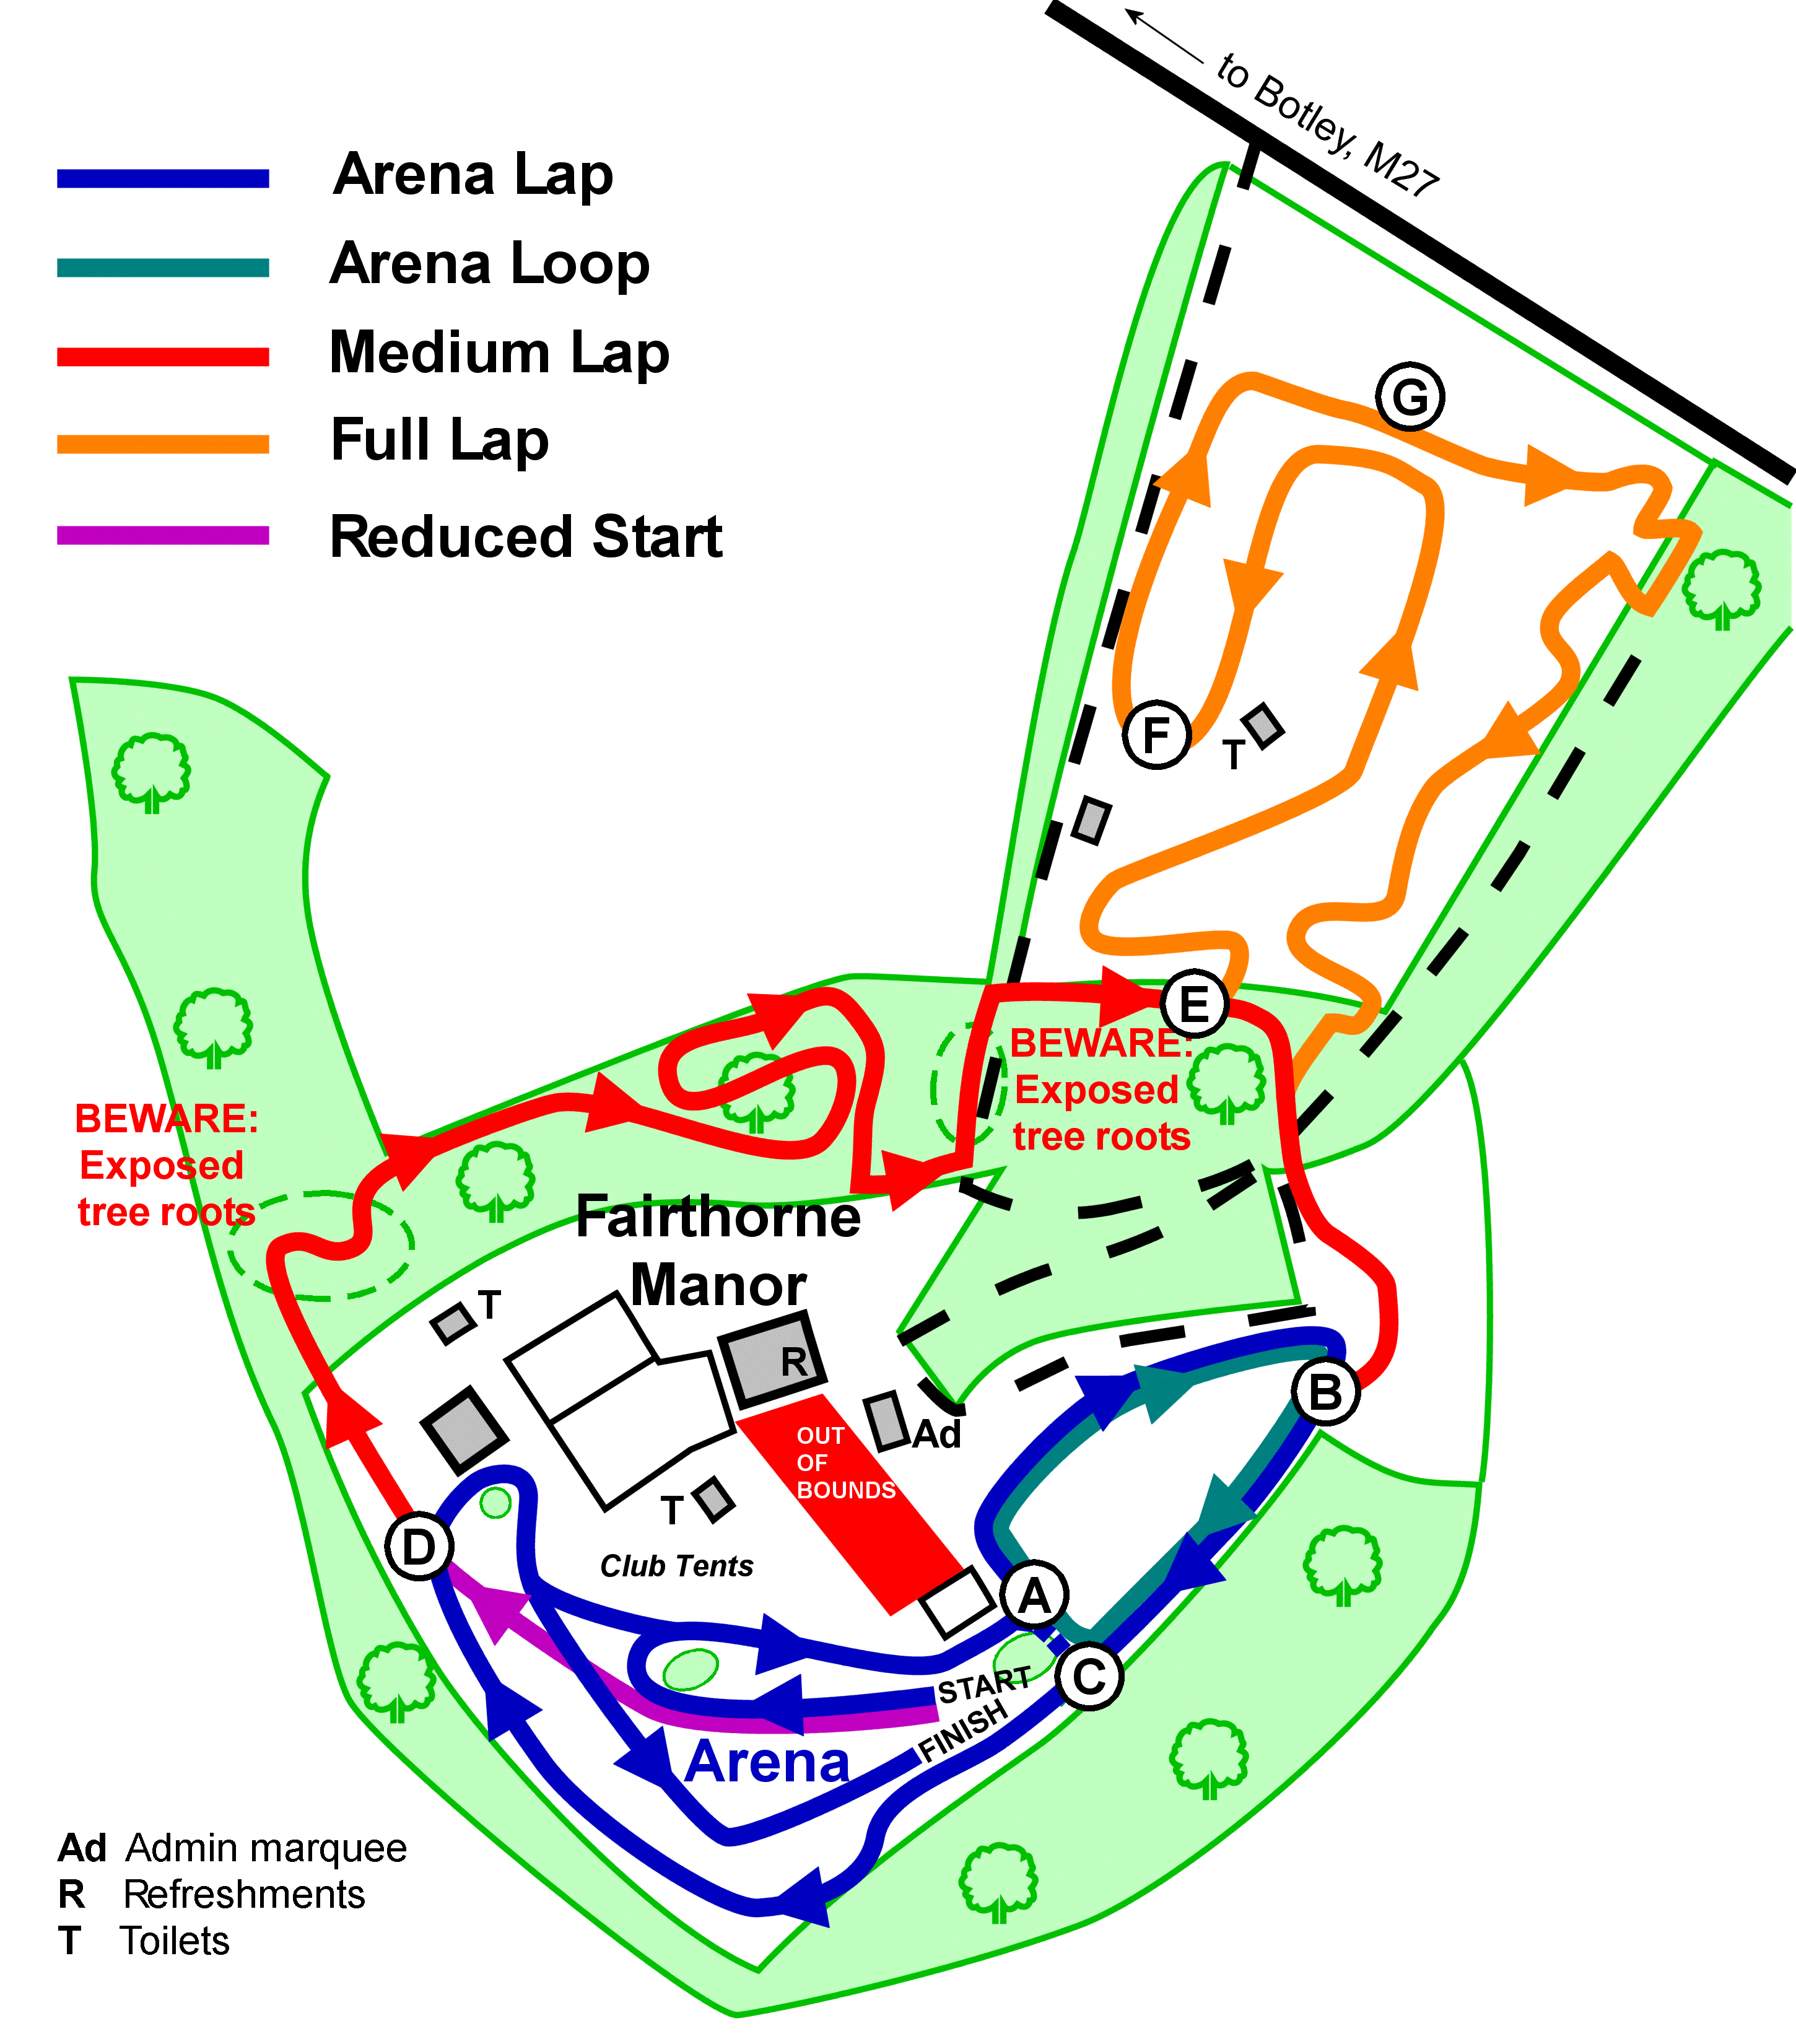 to Botley, M27
Arena Lap
Arena Loop
Medium Lap
Full Lap
Reduced Start
G
F
T
E
BEWARE:
Exposed
tree roots
BEWARE:
Exposed
tree roots
Fairthorne
Manor
T
R
Ad
OUT
OF
BOUNDS
B
T
D
Club Tents
A
C
START
FINISH
Arena
Ad Admin marquee
R Refreshments
T Toilets